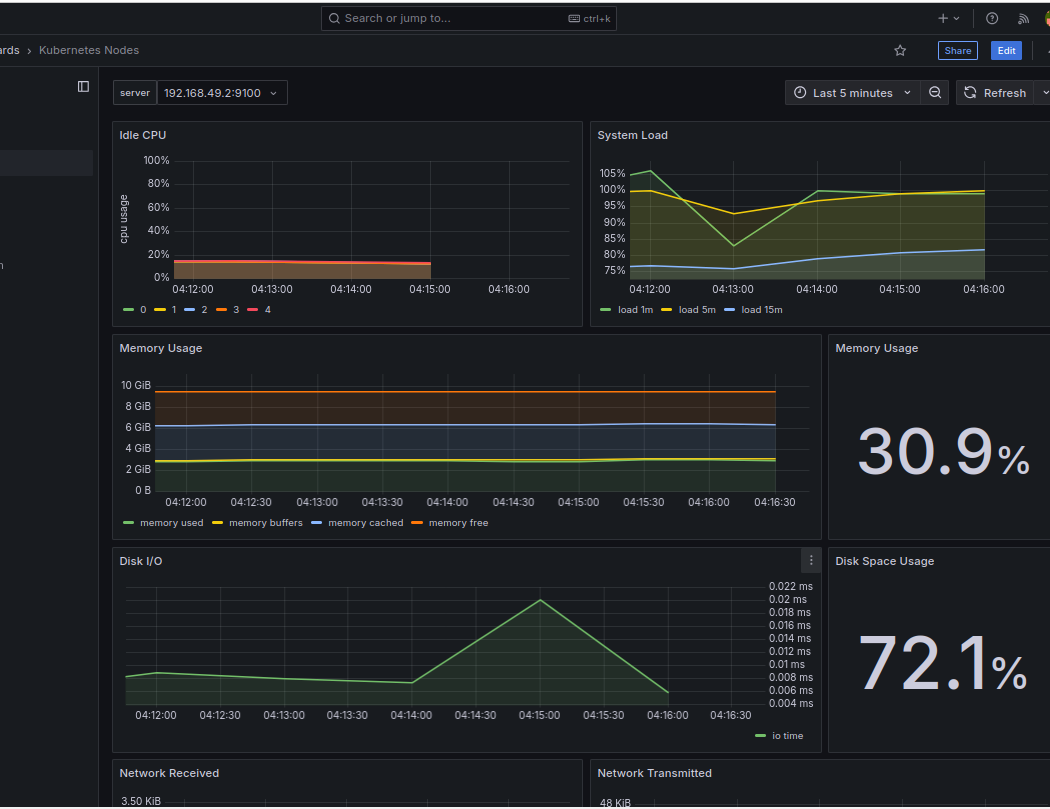 Search or jump to...
ctrl+k
rds › Kubernetes Nodes
Share
Edit
server
192.168.49.2:9100
Last 5 minutes
Refresh
Idle CPU
cpu usage
100%
80%
60%
40%
20%
0%
04:12:00 04:13:00 04:14:00 04:15:00 04:16:00
0 1 2 3 4
System Load
105%
100%
95%
90%
85%
80%
75%
04:12:00 04:13:00 04:14:00 04:15:00 04:16:00
load 1m load 5m load 15m
Memory Usage
10 GiB
8 GiB
6 GiB
4 GiB
2 GiB
0 B
04:12:00 04:12:30 04:13:00 04:13:30 04:14:00 04:14:30 04:15:00 04:15:30 04:16:00 04:16:30
memory used memory buffers memory cached memory free
Memory Usage
30.9%
Disk I/O
0.022 ms
0.02 ms
0.018 ms
0.016 ms
0.014 ms
0.012 ms
0.01 ms
0.008 ms
0.006 ms
0.004 ms
04:12:00 04:12:30 04:13:00 04:13:30 04:14:00 04:14:30 04:15:00 04:15:30 04:16:00 04:16:30
io time
Disk Space Usage
72.1%
Network Received
3.50 KiB
Network Transmitted
48 KiB